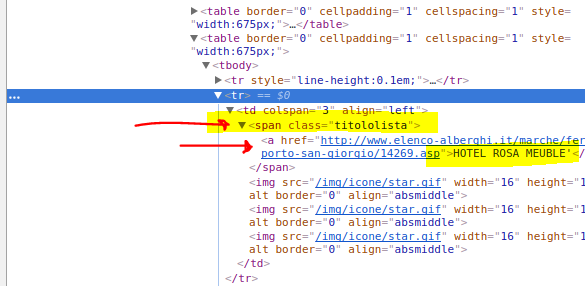 ▶<table border="0" cellpadding="1" cellspacing="1" style=
"width:675px;">…</table>
▼<table border="0" cellpadding="1" cellspacing="1" style=
"width:675px;">
▼<tbody>
▶<tr style="line-height:0.1em;">…</tr>
… ▼<tr> == $0
▼<td colspan="3" align="left">
▼<span class="titololista">
<a href="http://www.elenco-alberghi.it/marche/fer
porto-san-giorgio/14269.asp">HOTEL ROSA MEUBLE'</
</span>
<img src="/img/icone/star.gif" width="16" height="1
alt border="0" align="absmiddle">
<img src="/img/icone/star.gif" width="16" height="1
alt border="0" align="absmiddle">
<img src="/img/icone/star.gif" width="16" height="1
alt border="0" align="absmiddle">
</td>
</tr>